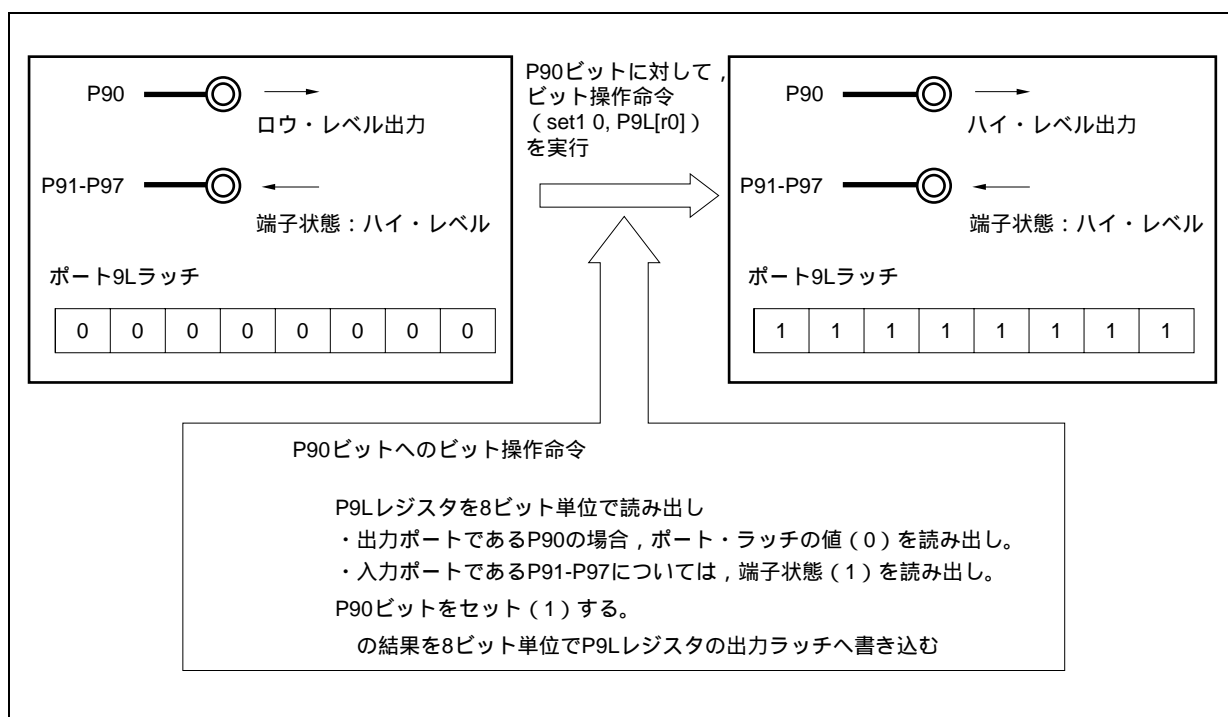 P90
ロウ・レベル出力
P91-P97
端子状態：ハイ・レベル
ポート9Lラッチ
0 0 0 0 0 0 0 0
P90ビットに対して，
ビット操作命令
（set1 0, P9L[r0]）
を実行
P90
ハイ・レベル出力
P91-P97
端子状態：ハイ・レベル
ポート9Lラッチ
1 1 1 1 1 1 1 1
P90ビットへのビット操作命令
P9Lレジスタを8ビット単位で読み出し
・出力ポートであるP90の場合，ポート・ラッチの値（0）を読み出し。
・入力ポートであるP91-P97については，端子状態（1）を読み出し。
P90ビットをセット（1）する。
の結果を8ビット単位でP9Lレジスタの出力ラッチへ書き込む